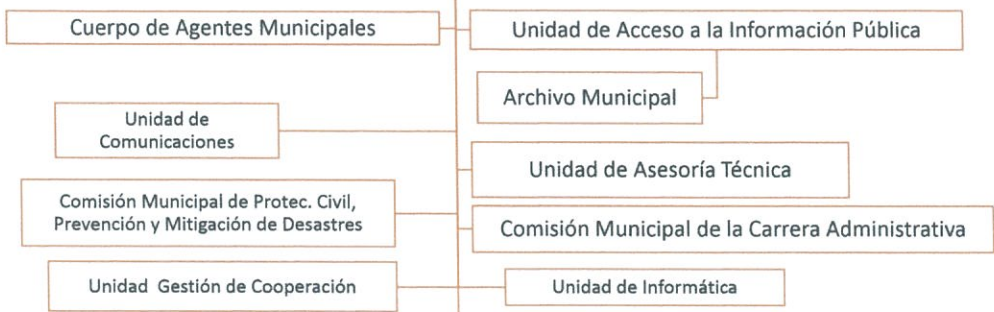 Cuerpo de Agentes Municipales
Unidad de Acceso a la Información Pública
Archivo Municipal
Unidad de
Comunicaciones
Unidad de Asesoría Técnica
Comisión Municipal de Protec. Civil,
Prevención y Mitigación de Desastres
Comisión Municipal de la Carrera Administrativa
Unidad Gestión de Cooperación
Unidad de Informática